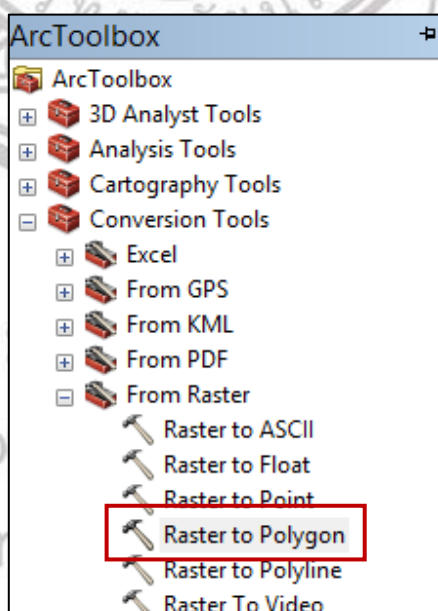 ArcToolbox
ArcToolbox
3D Analyst Tools
Analysis Tools
Cartography Tools
Conversion Tools
Excel
From GPS
From KML
From PDF
From Raster
Raster to ASCII
Raster to Float
Raster to Point
Raster to Polygon
Raster to Polyline
Raster To Video